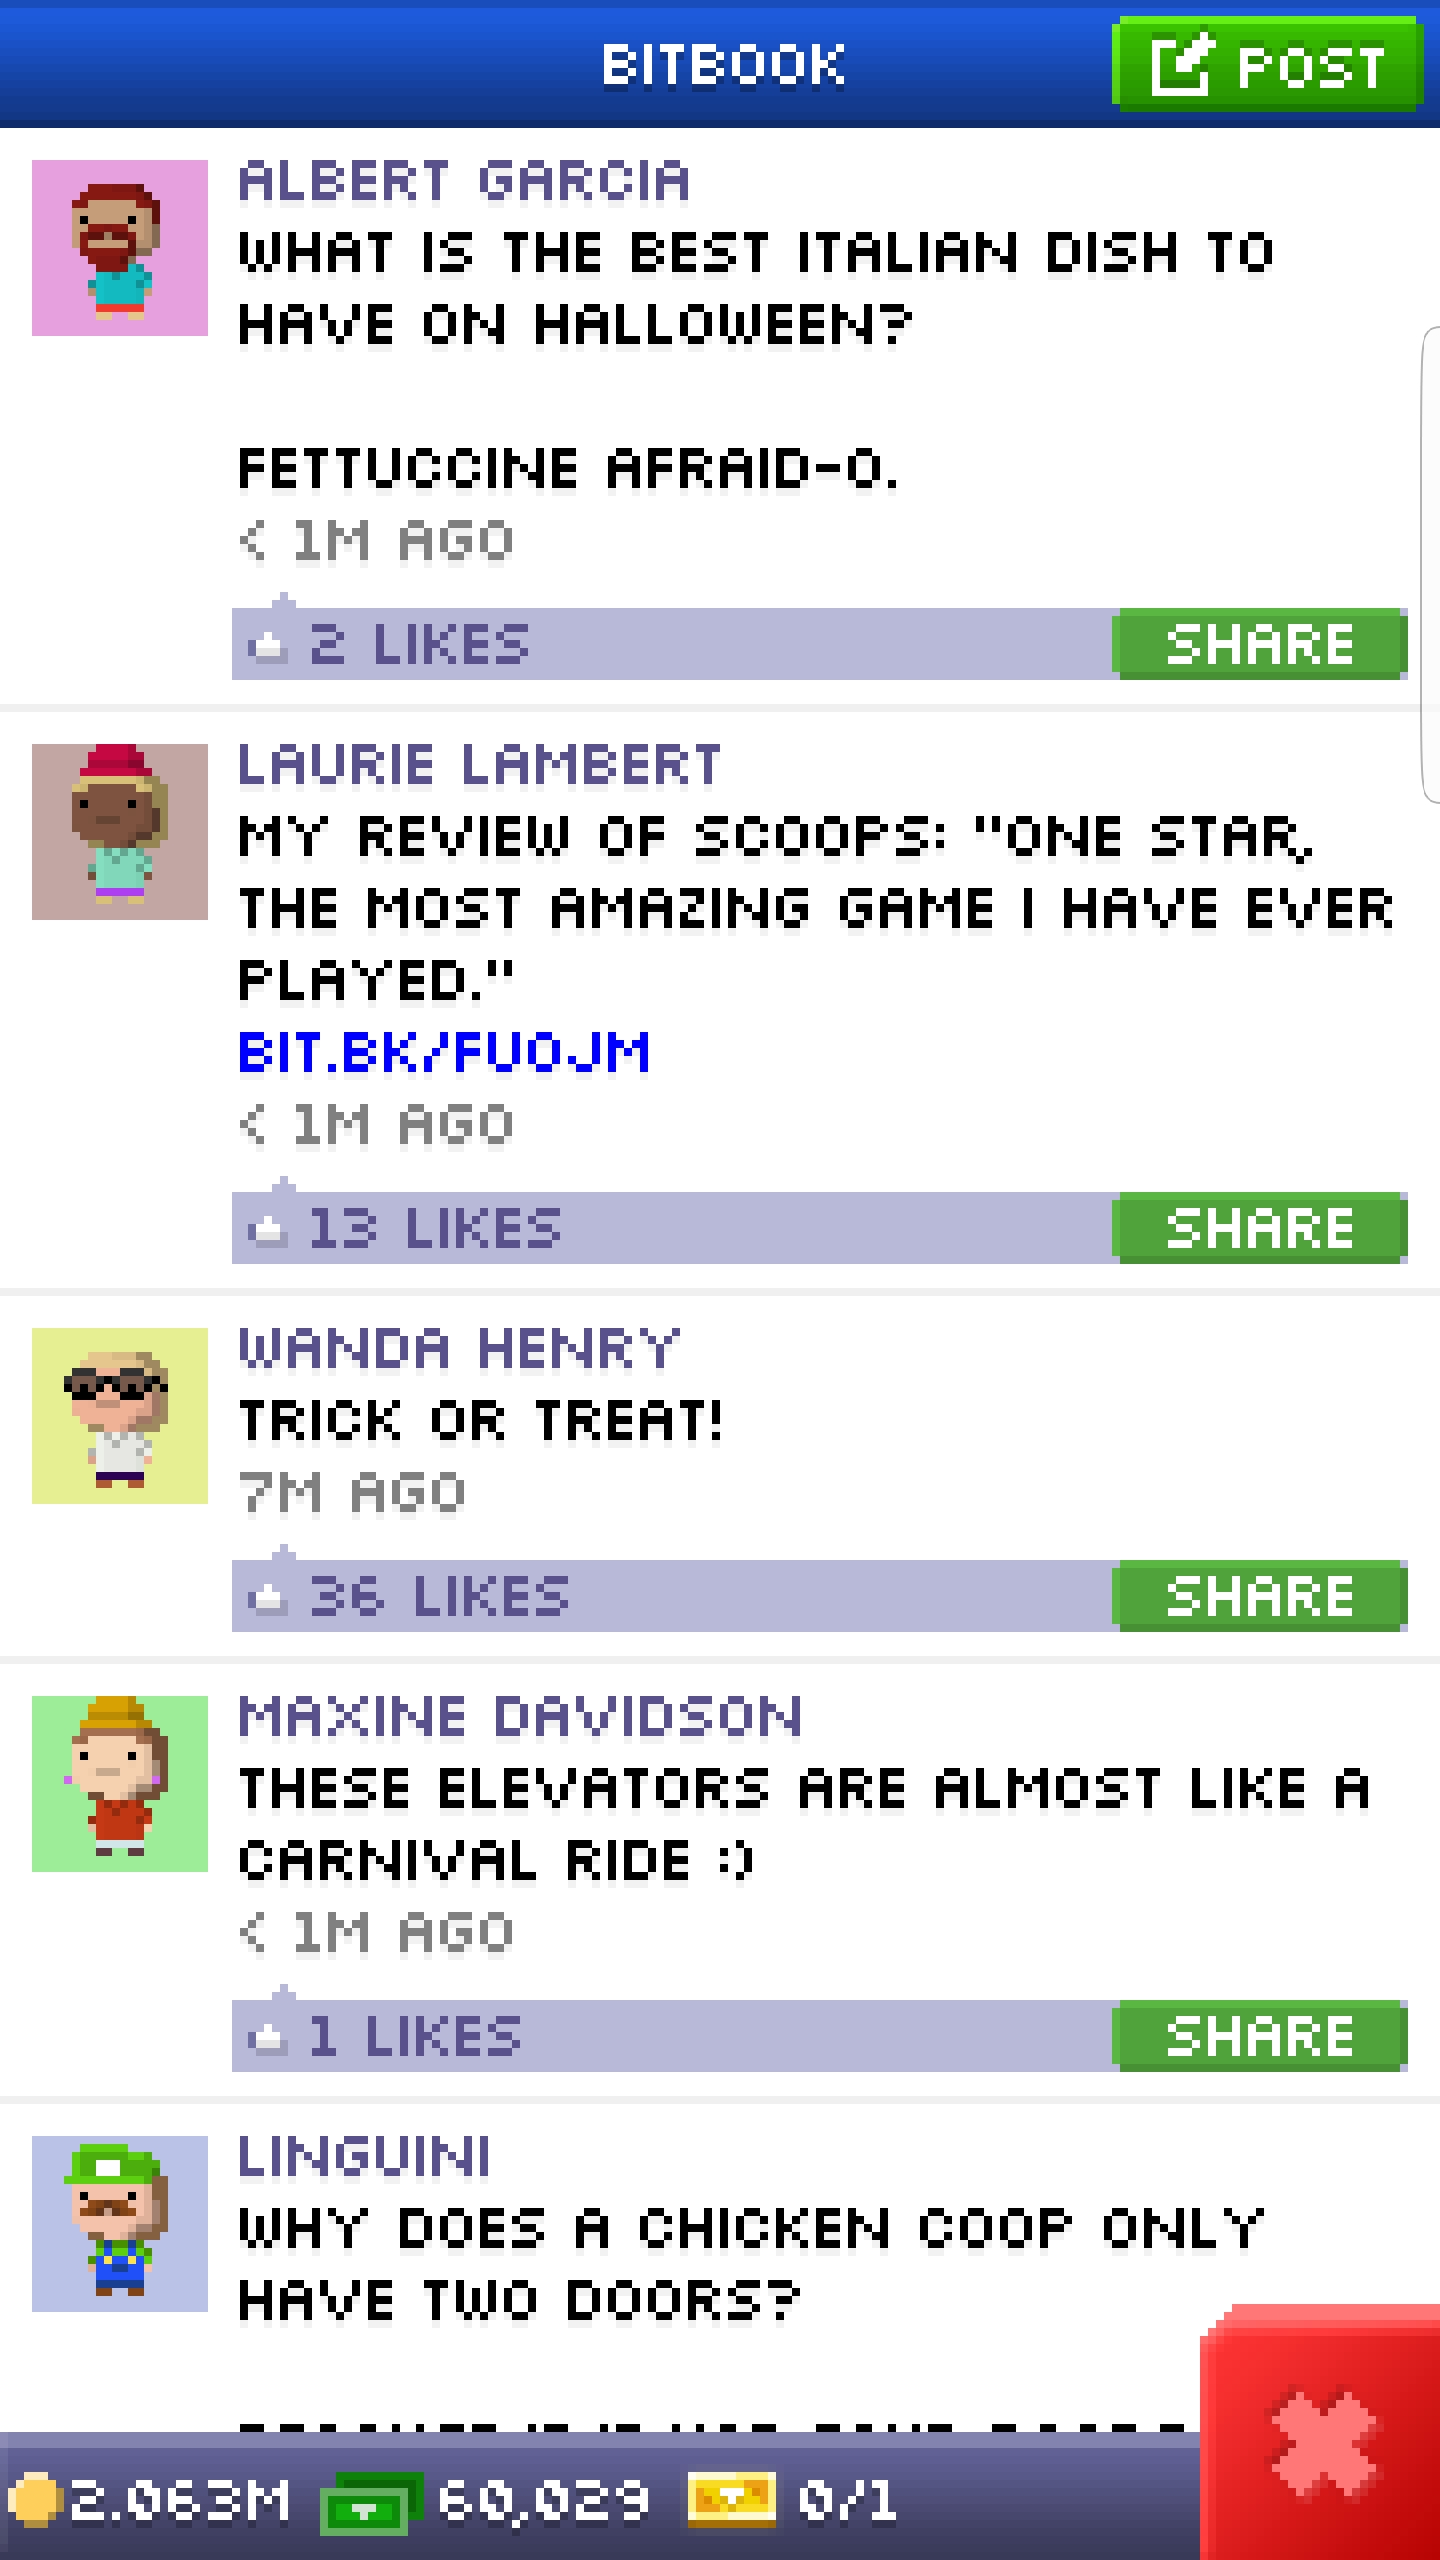 BITBOOK
POST
ALBERT GARCIA
WHAT IS THE BEST ITALIAN DISH TO
HAVE ON HALLOWEEN?
FETTUCCINE AFRAID-O.
< 1M AGO
2 LIKES
SHARE
LAURIE LAMBERT
MY REVIEW OF SCOOPS: "ONE STAR,
THE MOST AMAZING GAME I HAVE EVER
PLAYED."
BIT.BK/FUOJM
< 1M AGO
13 LIKES
SHARE
WANDA HENRY
TRICK OR TREAT!
7M AGO
36 LIKES
SHARE
MAXINE DAVIDSON
THESE ELEVATORS ARE ALMOST LIKE A
CARNIVAL RIDE :)
< 1M AGO
1 LIKES
SHARE
LINGUINI
WHY DOES A CHICKEN COOP ONLY
HAVE TWO DOORS?
2.063M
60,029
0/1